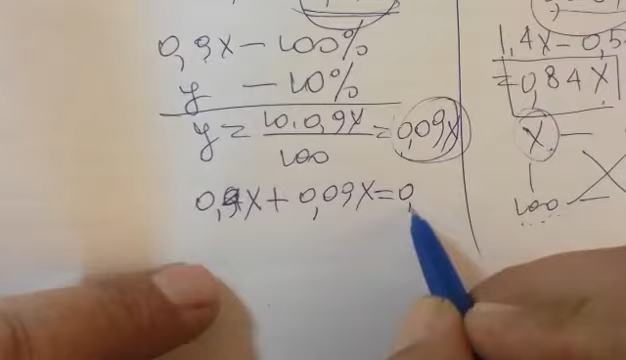 0,9x – 100%
y – 10%
y = 10.0,9x / 100 = 0,09x
0,9x + 0,09x = 0,
1,4x – 0,5
= 0,84x
x –
100 –